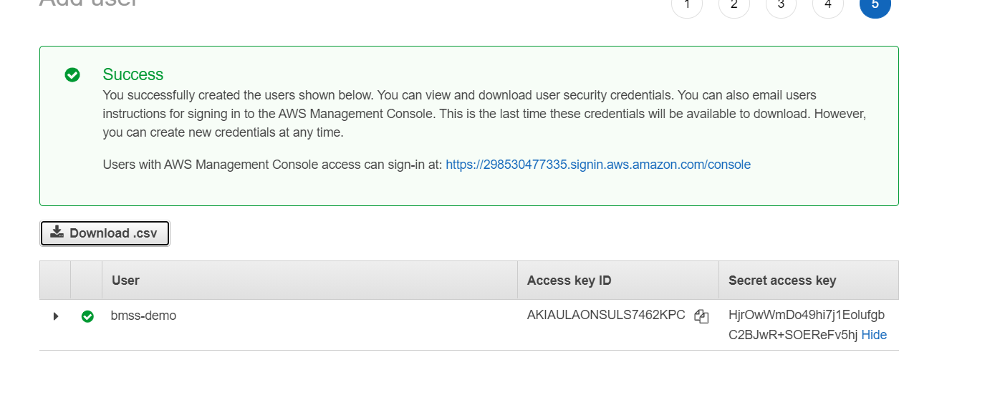 Add user
1 2 3 4 5
Success
You successfully created the users shown below. You can view and download user security credentials. You can also email users
instructions for signing in to the AWS Management Console. This is the last time these credentials will be available to download. However,
you can create new credentials at any time.
Users with AWS Management Console access can sign-in at: https://298530477335.signin.aws.amazon.com/console
Download .csv
User Access key ID Secret access key
bmss-demo AKIAULAONSULS7462KPC HjrOwWmDo49hi7j1Eolufgb
C2BJwR+SOEReFv5hj Hide